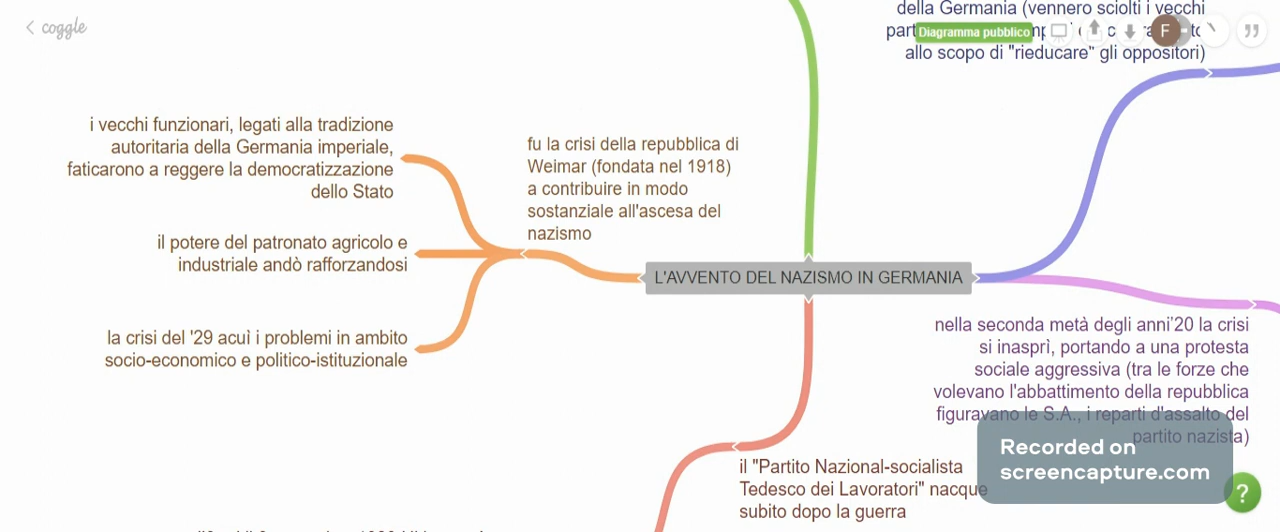 coggle
della Germania (vennero sciolti i vecchi
Diagramma pubblico
allo scopo di "rieducare" gli oppositori)
i vecchi funzionari, legati alla tradizione
autoritaria della Germania imperiale,
faticarono a reggere la democratizzazione
dello Stato
il potere del patronato agricolo e
industriale andò rafforzandosi
la crisi del '29 acuì i problemi in ambito
socio-economico e politico-istituzionale
fu la crisi della repubblica di
Weimar (fondata nel 1918)
a contribuire in modo
sostanziale all'ascesa del
nazismo
L'AVVENTO DEL NAZISMO IN GERMANIA
nella seconda metà degli anni'20 la crisi
si inasprì, portando a una protesta
sociale aggressiva (tra le forze che
volevano l'abbattimento della repubblica
figuravano le S.A., i reparti d'assalto del
partito nazista)
il "Partito Nazional-socialista
Tedesco dei Lavoratori" nacque
subito dopo la guerra
Recorded on
screencapture.com
F
?